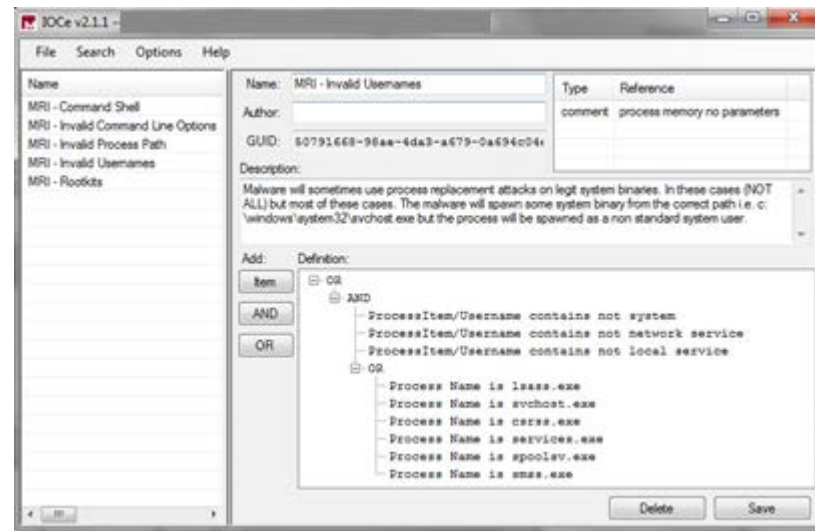 IOCe v2.1.1 -
File Search Options Help
Name
MRI - Command Shell
MRI - Invalid Command Line Options
MRI - Invalid Process Path
MRI - Invalid Usernames
MRI - Rootkits
Name: MRI - Invalid Usernames
Author:
GUID: 50791668-98ae-4da3-a679-0a694c04
Type Reference
comment process memory no parameters
Description:
Malware will sometimes use process replacement attacks on legit system binaries. In these cases (NOT
ALL) but most of these cases. The malware will spawn some system binary from the correct path i.e. c:
\windows\system32\svchost exe but the process will be spawned as a non standard system user.
Add: Definition:
Item
AND
OR
OR
AND
ProcessItem/Username contains not system
ProcessItem/Username contains not network service
ProcessItem/Username contains not local service
OR
Process Name is lsass.exe
Process Name is svchost.exe
Process Name is csrss.exe
Process Name is services.exe
Process Name is spoolsv.exe
Process Name is smss.exe
Delete Save